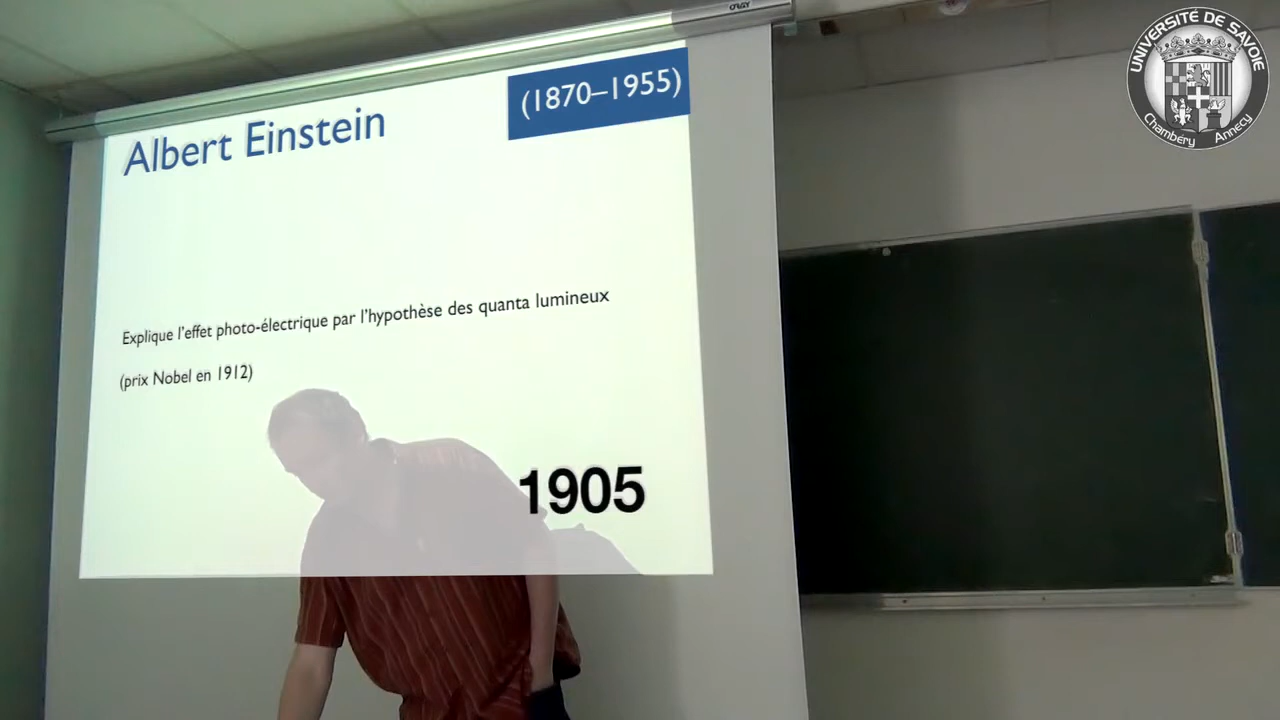 ORAY
Albert Einstein
(1870–1955)
Explique l'effet photo-électrique par l'hypothèse des quanta lumineux
(prix Nobel en 1912)
1905
UNIVERSITÉ DE SAVOIE
Chambéry Annecy